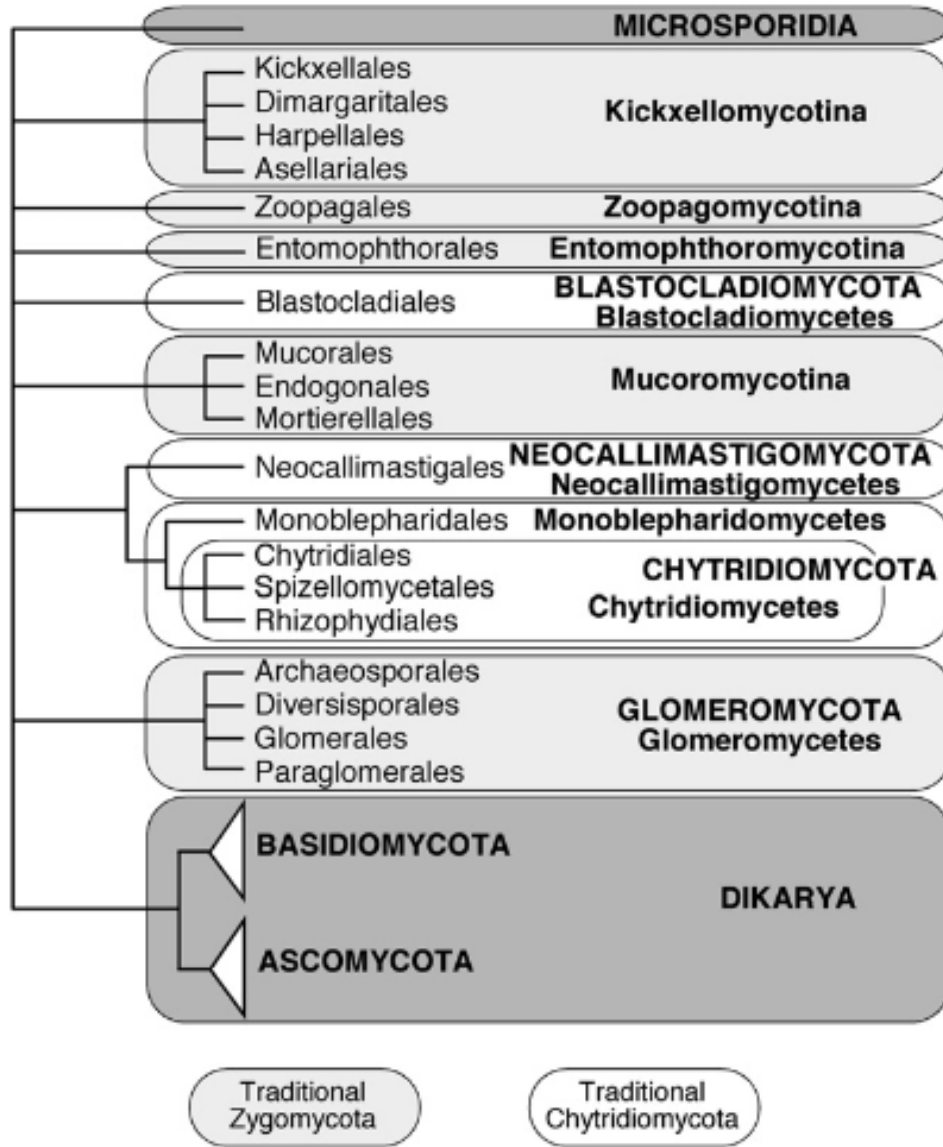 MICROSPORIDIA
Kickxellales
Dimargaritales
Harpellales
Asellariales
Kickxellomycotina
Zoopagales
Zoopagomycotina
Entomophthorales
Entomophthoromycotina
Blastocladiales
BLASTOCLADIOMYCOTA
Blastocladiomycetes
Mucorales
Endogonales
Mortierellales
Mucoromycotina
Neocallimastigales
NEOCALLIMASTIGOMYCOTA
Neocallimastigomycetes
Monoblepharidales
Monoblepharidomycetes
Chytridiales
Spizellomycetales
Rhizophydiales
CHYTRIDIOMYCOTA
Chytridiomycetes
Archaeosporales
Diversisporales
Glomerales
Paraglomerales
GLOMEROMYCOTA
Glomeromycetes
BASIDIOMYCOTA
ASCOMYCOTA
DIKARYA
Traditional
Zygomycota
Traditional
Chytridiomycota